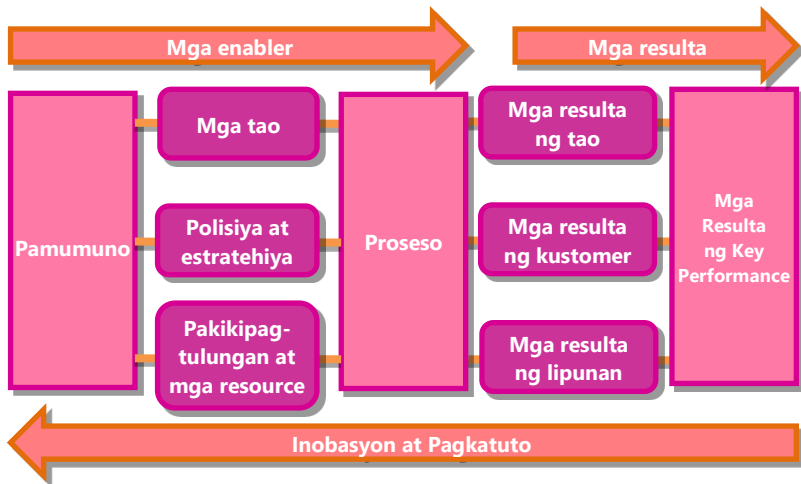 Mga enabler
Mga resulta
Pamumuno
Mga tao
Polisiya at
estratehiya
Pakikipag-
tulungan at
mga resource
Proseso
Mga resulta
ng tao
Mga resulta
ng kustomer
Mga resulta
ng lipunan
Mga
Resulta
ng Key
Performance
Inobasyon at Pagkatuto